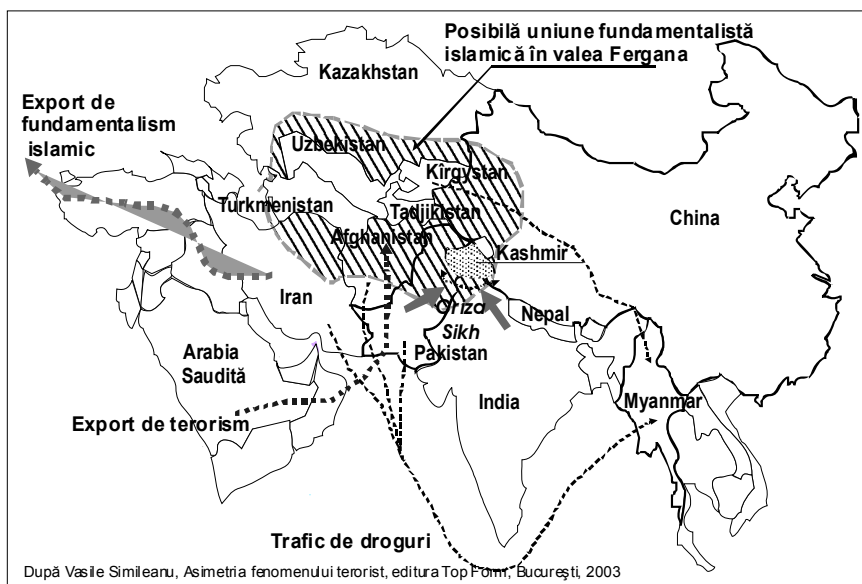 Posibilă uniune fundamentalistă
islamică în valea Fergana
Kazakhstan
Export de
fundamentalism
islamic
Uzbekistan
Kîrgystan
Turkmenistan
Tadjikistan
China
Afghanistan
Kashmir
Iran
Criza
Sikh
Nepal
Pakistan
Arabia
Saudită
India
Myanmar
Export de terorism
Trafic de droguri
După Vasile Simileanu, Asimetria fenomenului terorist, editura Top Form, Bucureşti, 2003